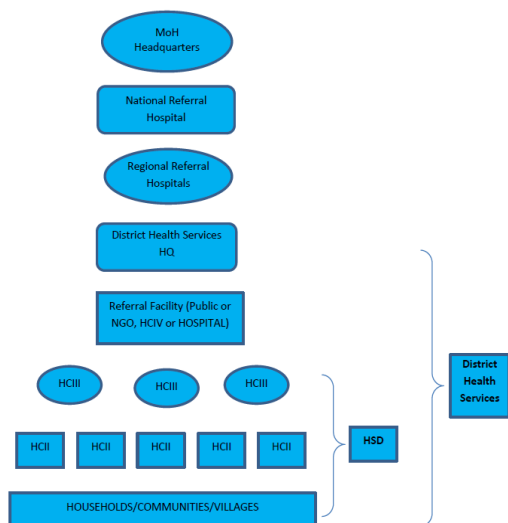 MoH
Headquarters
National Referral
Hospital
Regional Referral
Hospitals
District Health Services
HQ
Referral Facility (Public or
NGO, HCIV or HOSPITAL)
HCIII
HCIII
HCIII
HCII
HCII
HCII
HCII
HCII
HOUSEHOLDS/COMMUNITIES/VILLAGES
HSD
District
Health
Services